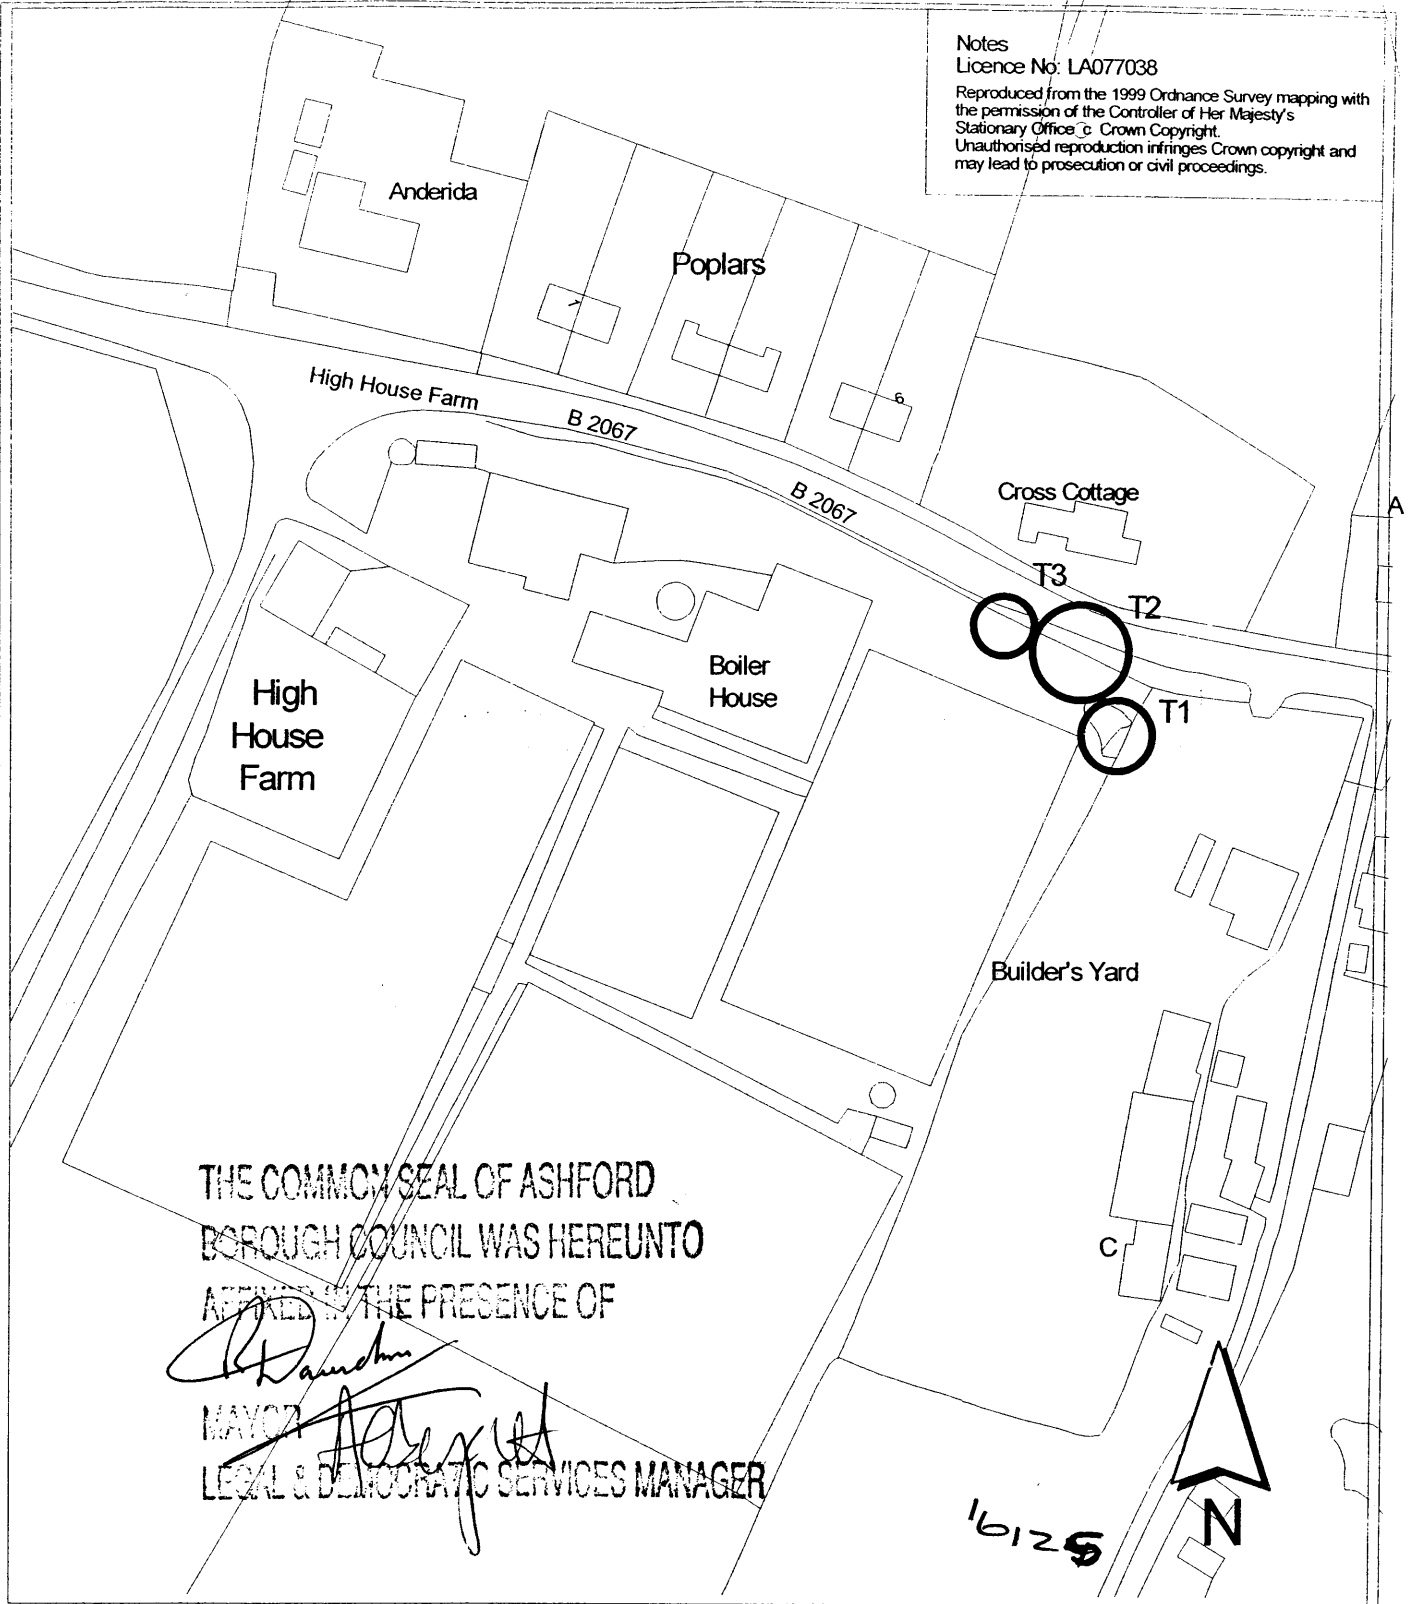 Notes
Licence No: LA077038
Reproduced from the 1999 Ordnance Survey mapping with
the permission of the Controller of Her Majesty's
Stationary Office c Crown Copyright.
Unauthorised reproduction infringes Crown copyright and
may lead to prosecution or civil proceedings.
Anderida
Poplars
1
High House Farm
B 2067
6
B 2067
Cross Cottage
A
T3
T2
T1
Boiler
House
High
House
Farm
Builder's Yard
C
THE COMMON SEAL OF ASHFORD
BOROUGH COUNCIL WAS HEREUNTO
AFFIXED IN THE PRESENCE OF
MAYOR
LEGAL & DEMOCRATIC SERVICES MANAGER
16125
N